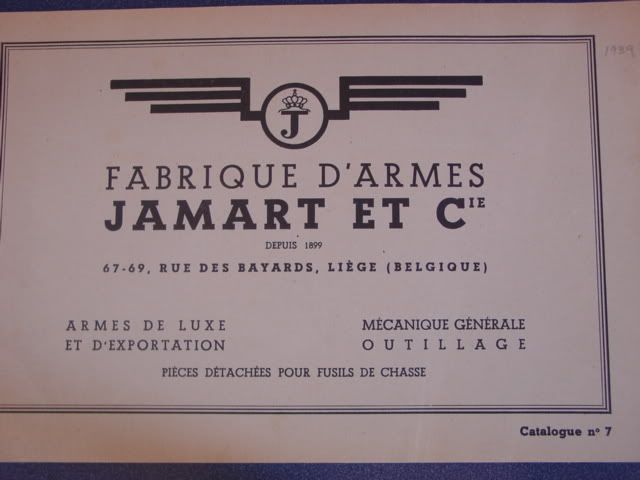 1939
J
FABRIQUE D'ARMES
JAMART ET CIE
DEPUIS 1899
67-69, RUE DES BAYARDS, LIÈGE (BELGIQUE)
ARMES DE LUXE
ET D'EXPORTATION
MÉCANIQUE GÉNÉRALE
OUTILLAGE
PIÈCES DÉTACHÉES POUR FUSILS DE CHASSE
Catalogue nº 7